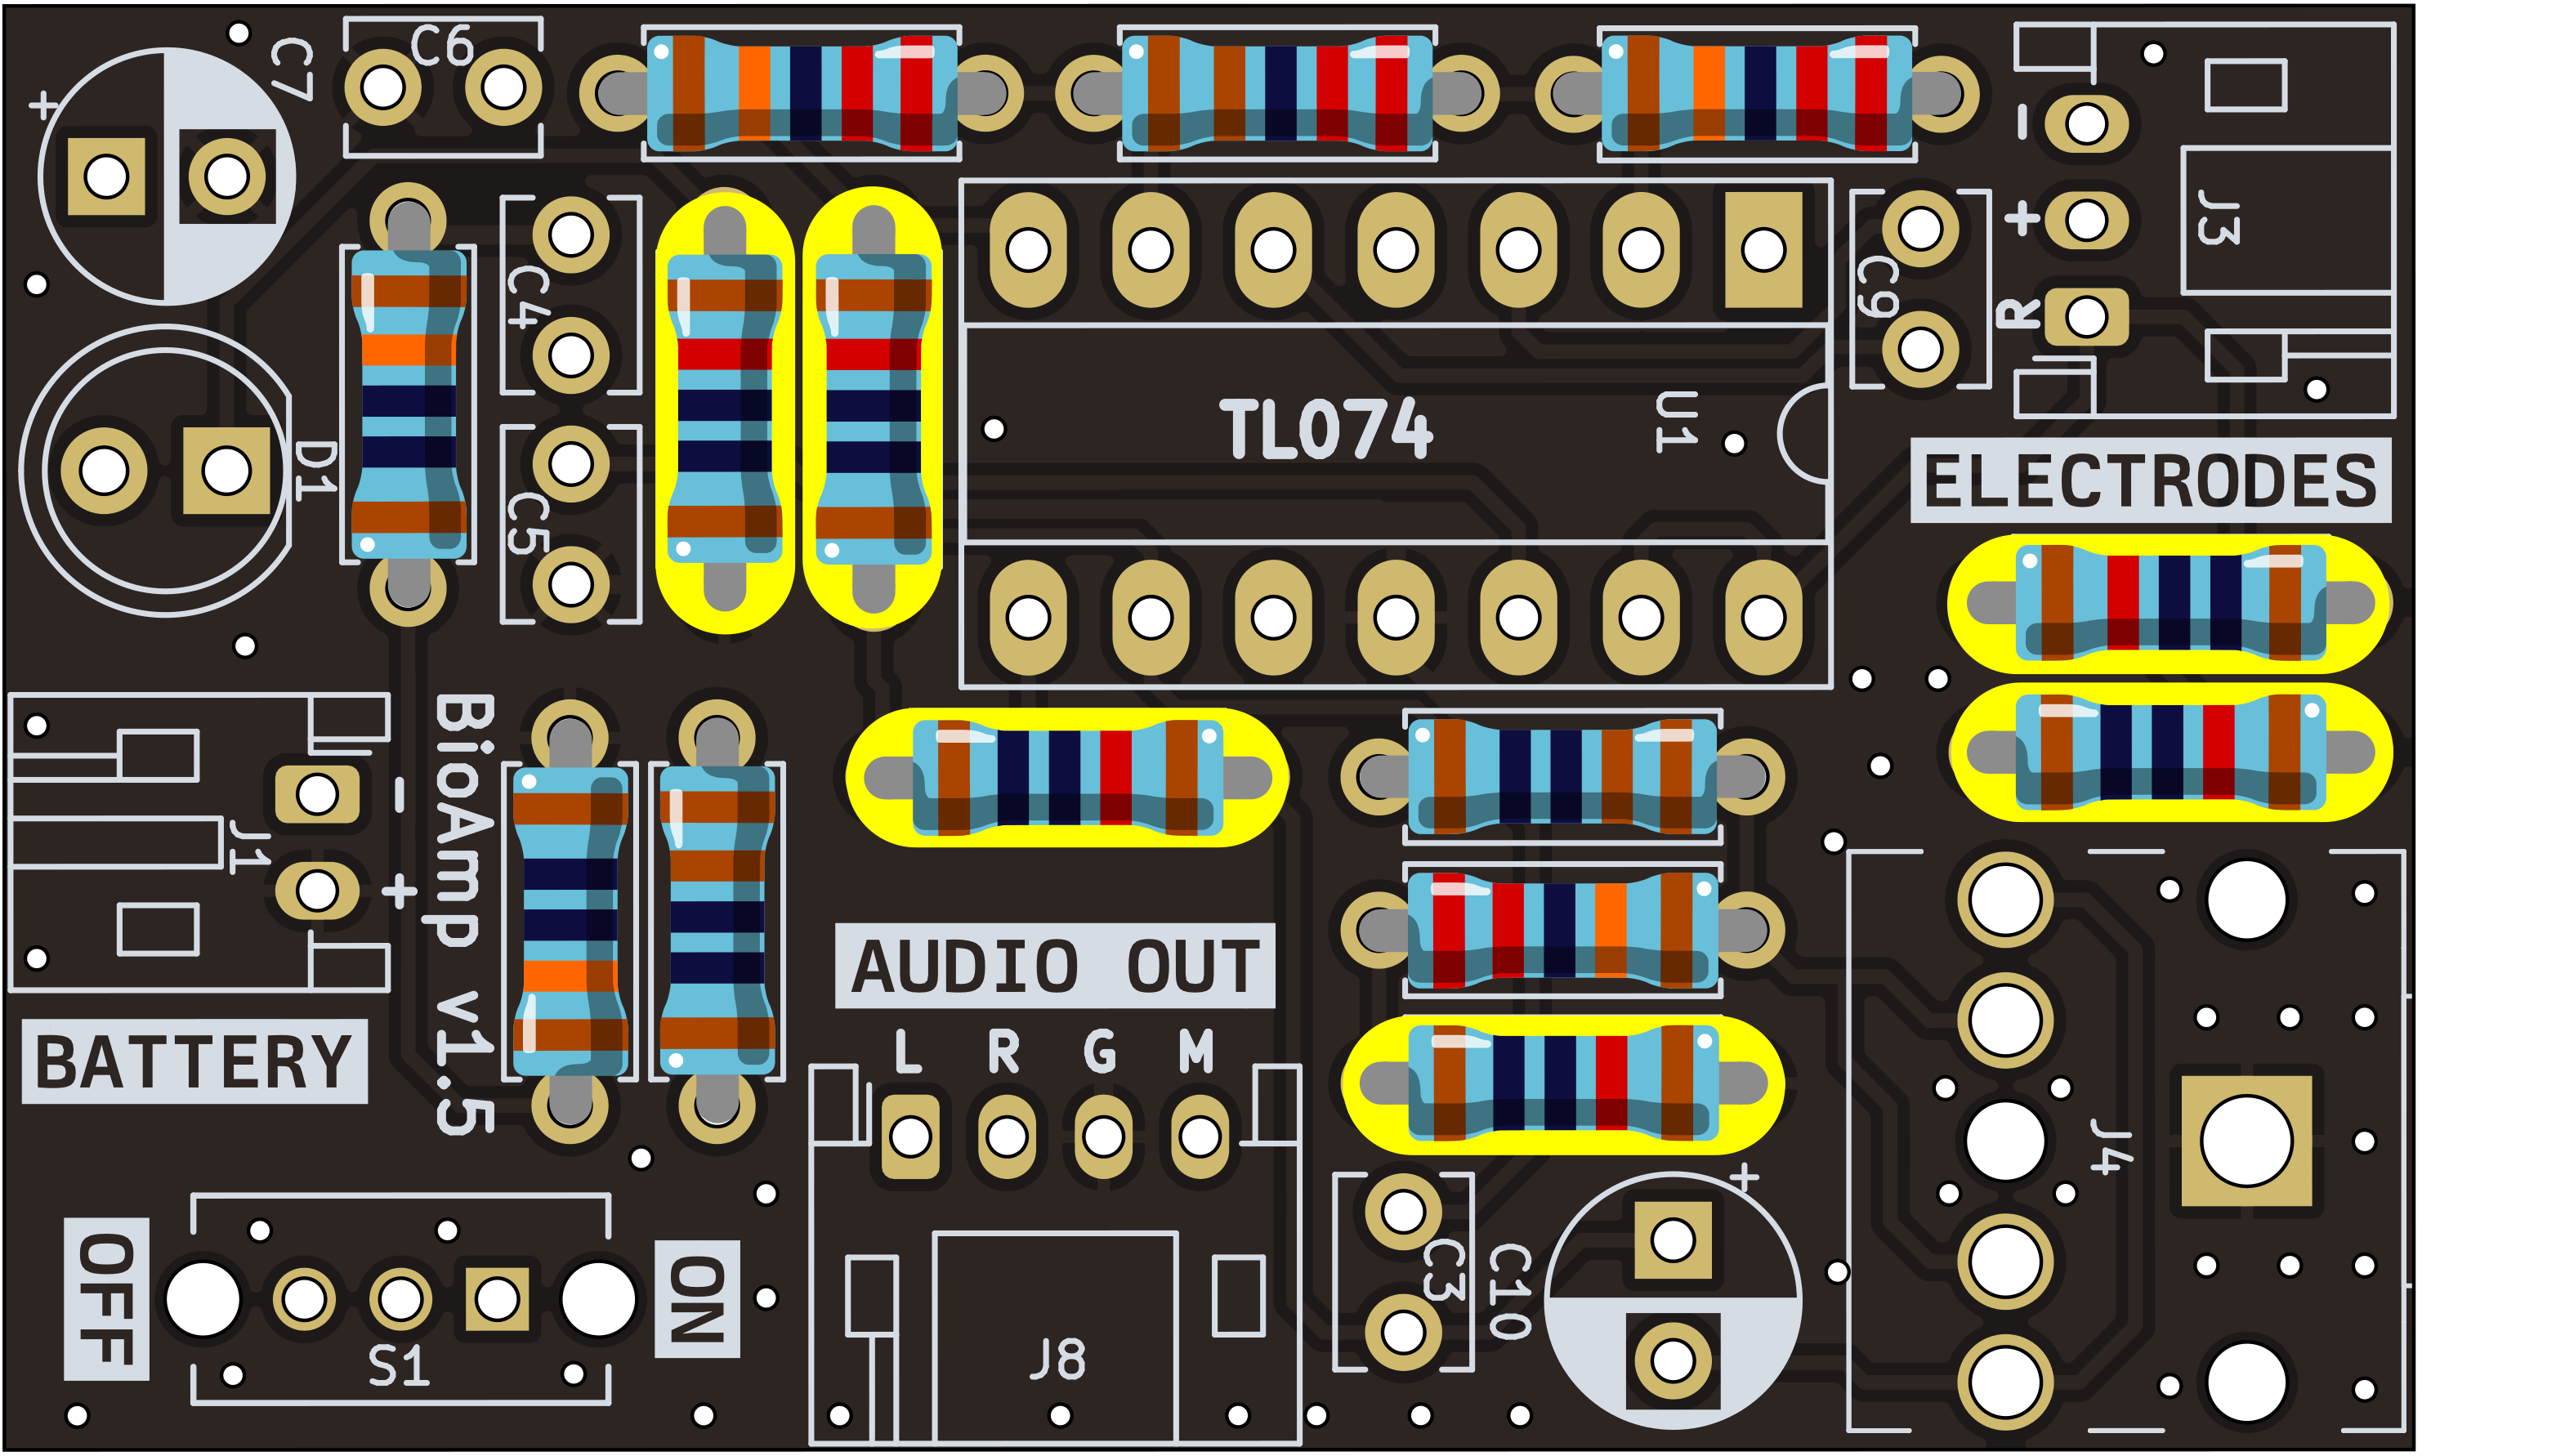 C7
C6
+
J3
-
+
R
C4
C9
TL074
U1
D1
C5
ELECTRODES
BioAmp v1.5
J1
-
+
AUDIO OUT
BATTERY
L R G M
J4
+
OFF
ON
C3
C10
S1
J8